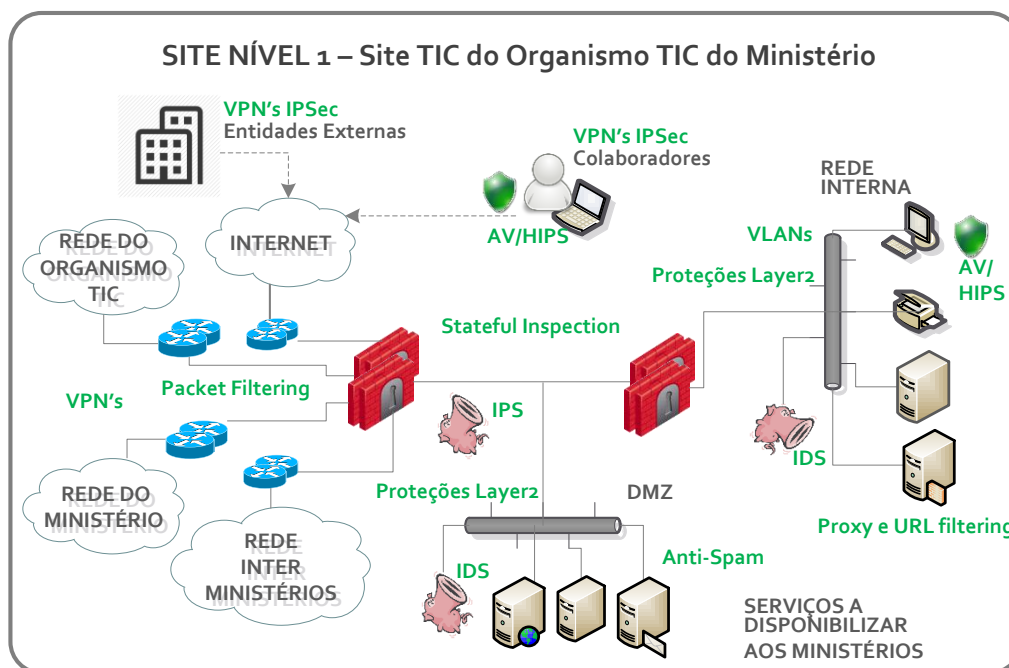 SITE NÍVEL 1 – Site TIC do Organismo TIC do Ministério
VPN's IPSec
Entidades Externas
VPN's IPSec
Colaboradores
AV/HIPS
REDE
INTERNA
VLANs
Proteções Layer2
AV/
HIPS
REDE DO
ORGANISMO
TIC
INTERNET
Stateful Inspection
Packet Filtering
VPN's
IPS
IDS
REDE DO
MINISTÉRIO
REDE
INTER
MINISTÉRIOS
Proteções Layer2
DMZ
IDS
Anti-Spam
Proxy e URL filtering
SERVIÇOS A
DISPONIBILIZAR
AOS MINISTÉRIOS